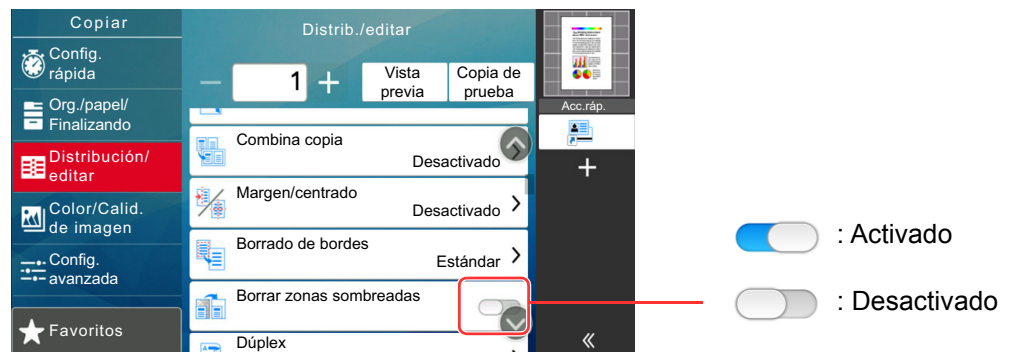 Copiar
Config.
rápida
Org./papel/
Finalizando
Distribución/
editar
Color/Calid.
de imagen
Config.
avanzada
Favoritos
Distrib./editar
1
Vista
previa
Copia de
prueba
Combina copia
Desactivado
Margen/centrado
Desactivado
Borrado de bordes
Estándar
Borrar zonas sombreadas
Dúplex
Acc.ráp.
: Activado
: Desactivado